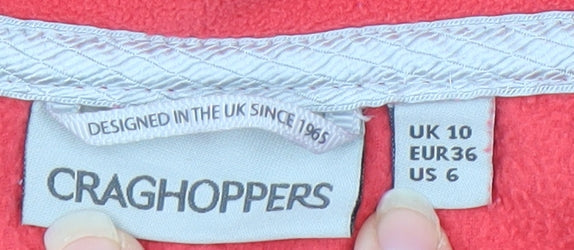 DESIGNED IN THE UK SINCE 1965
CRAGHOPPERS
UK 10
EUR36
US 6